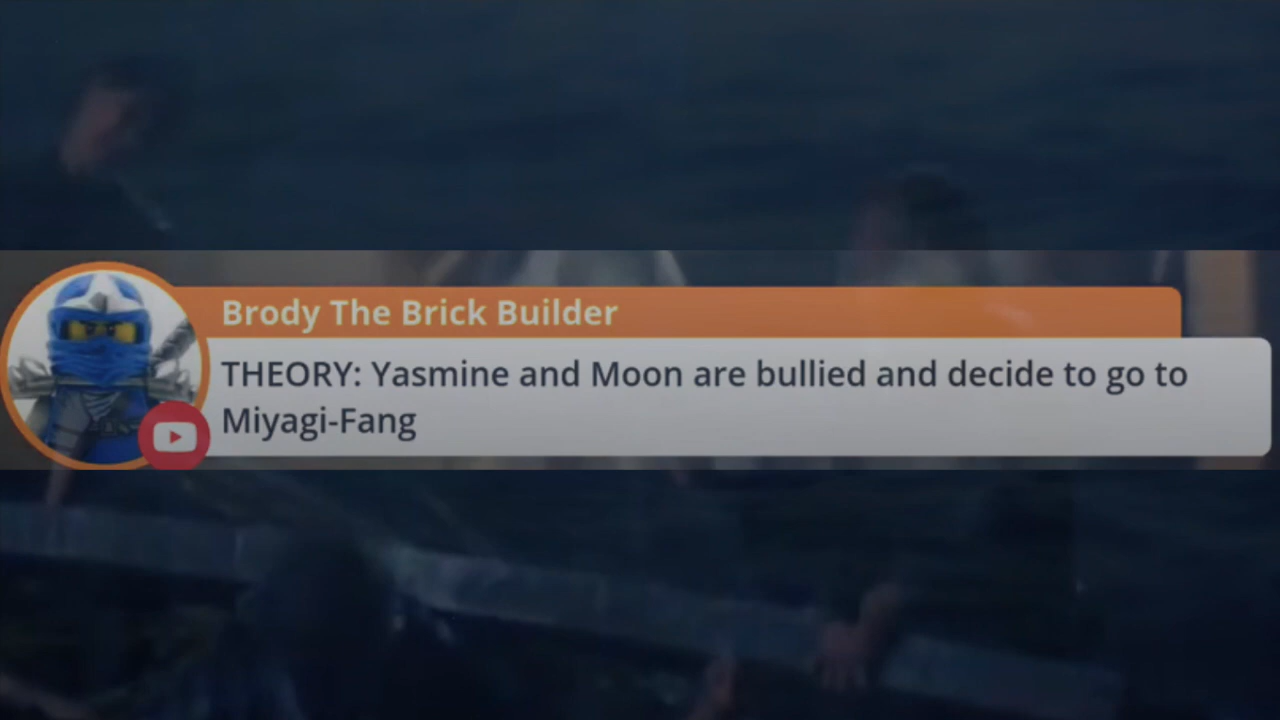 Brody The Brick Builder
THEORY: Yasmine and Moon are bullied and decide to go to
Miyagi-Fang